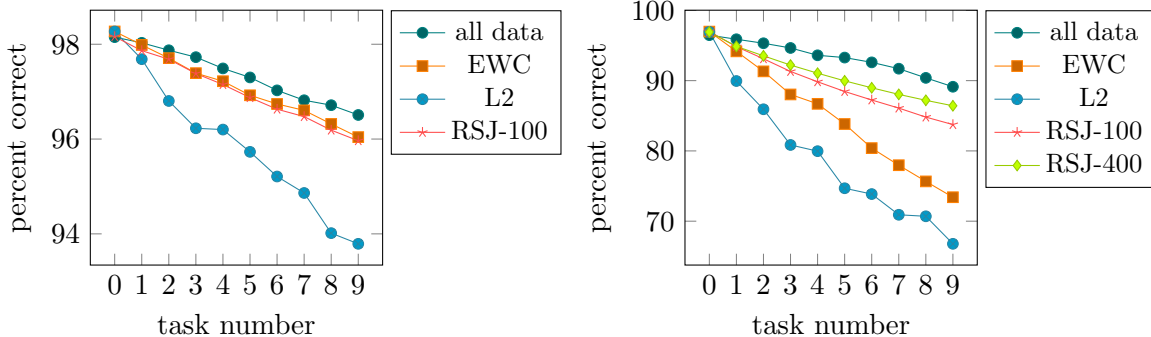 98
96
94
percent correct
0 1 2 3 4 5 6 7 8 9
task number
all data
EWC
L2
RSJ-100
100
90
80
70
percent correct
0 1 2 3 4 5 6 7 8 9
task number
all data
EWC
L2
RSJ-100
RSJ-400